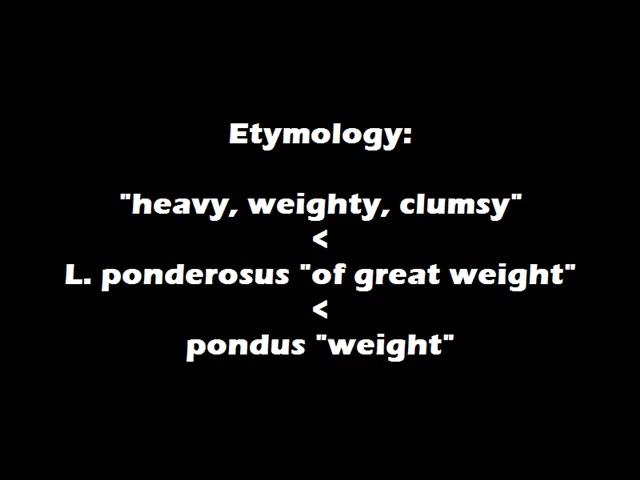 Etymology:
"heavy, weighty, clumsy"
<
L. ponderosus "of great weight"
<
pondus "weight"